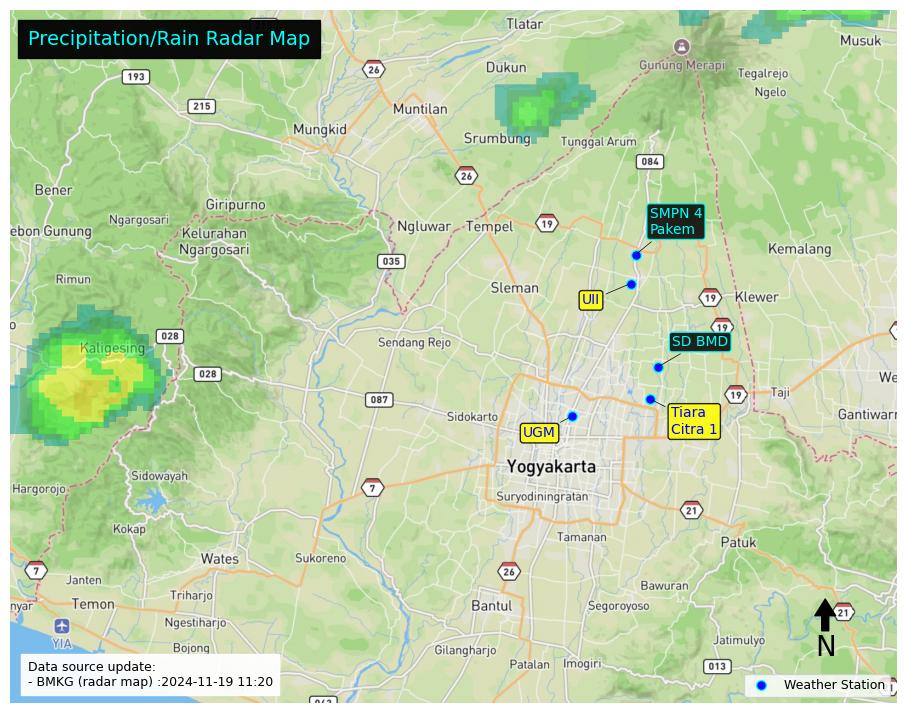 Precipitation/Rain Radar Map
Tlatar
Musuk
Gunung Merapi
Dukun
Tegalrejo
26
193
Ngelo
215
Muntilan
Mungkid
Srumbung
Tunggal Arum
084
26
Bener
Giripurno
SMPN 4
Pakem
Ngargosari
Ngluwar
Tempel
19
ebon Gunung
Kelurahan
Ngargosari
Kemalang
035
Rimun
Sleman
UII
19
Klewer
028
19
Sendang Rejo
SD BMD
Kaligesing
028
We
087
19
Taji
Sidokarto
Tiara
Citra 1
Gantiwarn
UGM
Yogyakarta
Sidowayah
Hargorojo
7
Suryodiningratan
21
Kokap
Tamanan
Patuk
Wates
Sukoreno
7
26
Janten
Bawuran
Triharjo
nyar
Temon
Bantul
Segoroyoso
21
Ngestiharjo
YIA
Jatimulyo
N
Bojong
Gilangharjo
Data source update:
- BMKG (radar map) :2024-11-19 11:20
Patalan
Imogiri
013
Weather Station